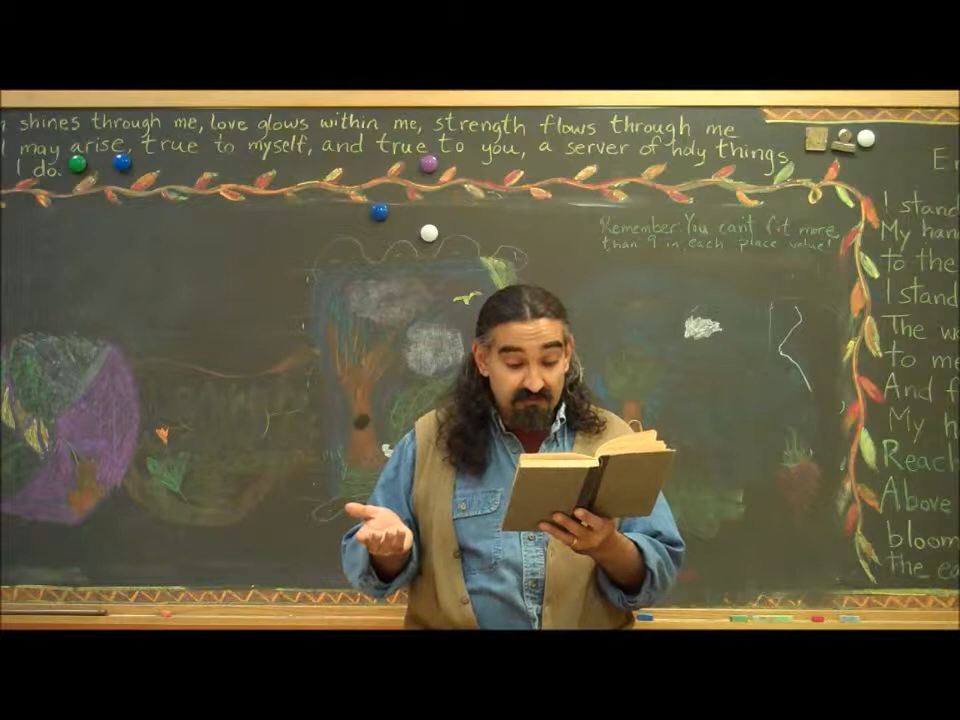 shines through me, love glows within me, strength flows through me
I may arise, true to myself, and true to you, a server of holy things,
I do.
Remember: You can't fit more
than 9 in each place value!
I stand
My han
to the
I stand
The w
to me
And f
My h
Reach
Above
bloom
the ea